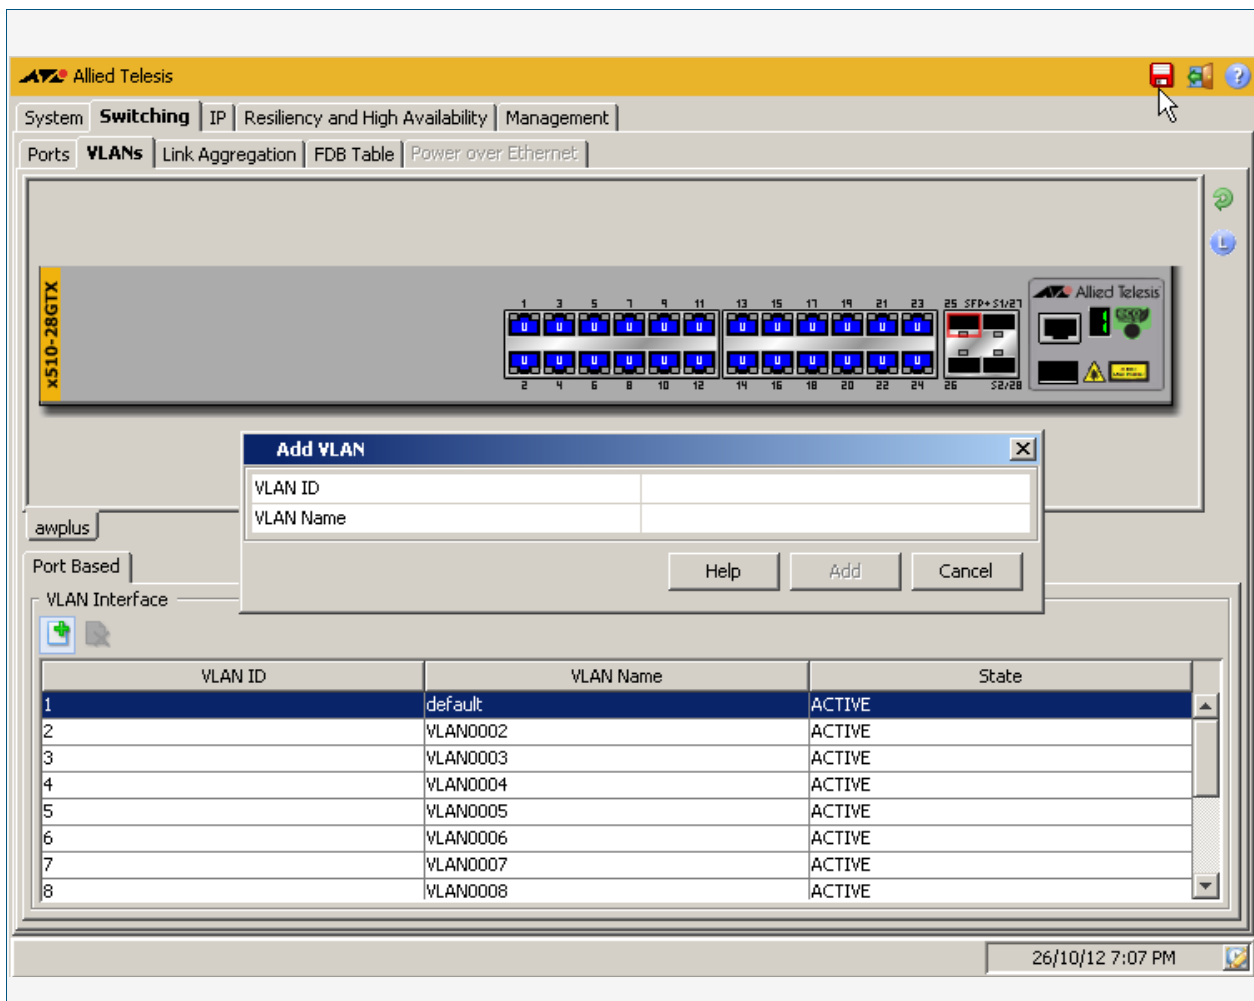 Allied Telesis
System Switching IP Resiliency and High Availability Management
Ports VLANs Link Aggregation FDB Table Power over Ethernet
L
x510-28GTX
1 3 5 7 9 11 13 15 17 19 21 23 25 SFP+ S1/27
Allied Telesis
U U U U U U U U U U U U
U U U U U U U U U U U U
2 4 6 8 10 12 14 16 18 20 22 24 26 S2/28
Add VLAN
VLAN ID
VLAN Name
awplus
Help Add Cancel
Port Based
VLAN Interface
VLAN ID VLAN Name State
1 default ACTIVE
2 VLAN0002 ACTIVE
3 VLAN0003 ACTIVE
4 VLAN0004 ACTIVE
5 VLAN0005 ACTIVE
6 VLAN0006 ACTIVE
7 VLAN0007 ACTIVE
8 VLAN0008 ACTIVE
26/10/12 7:07 PM